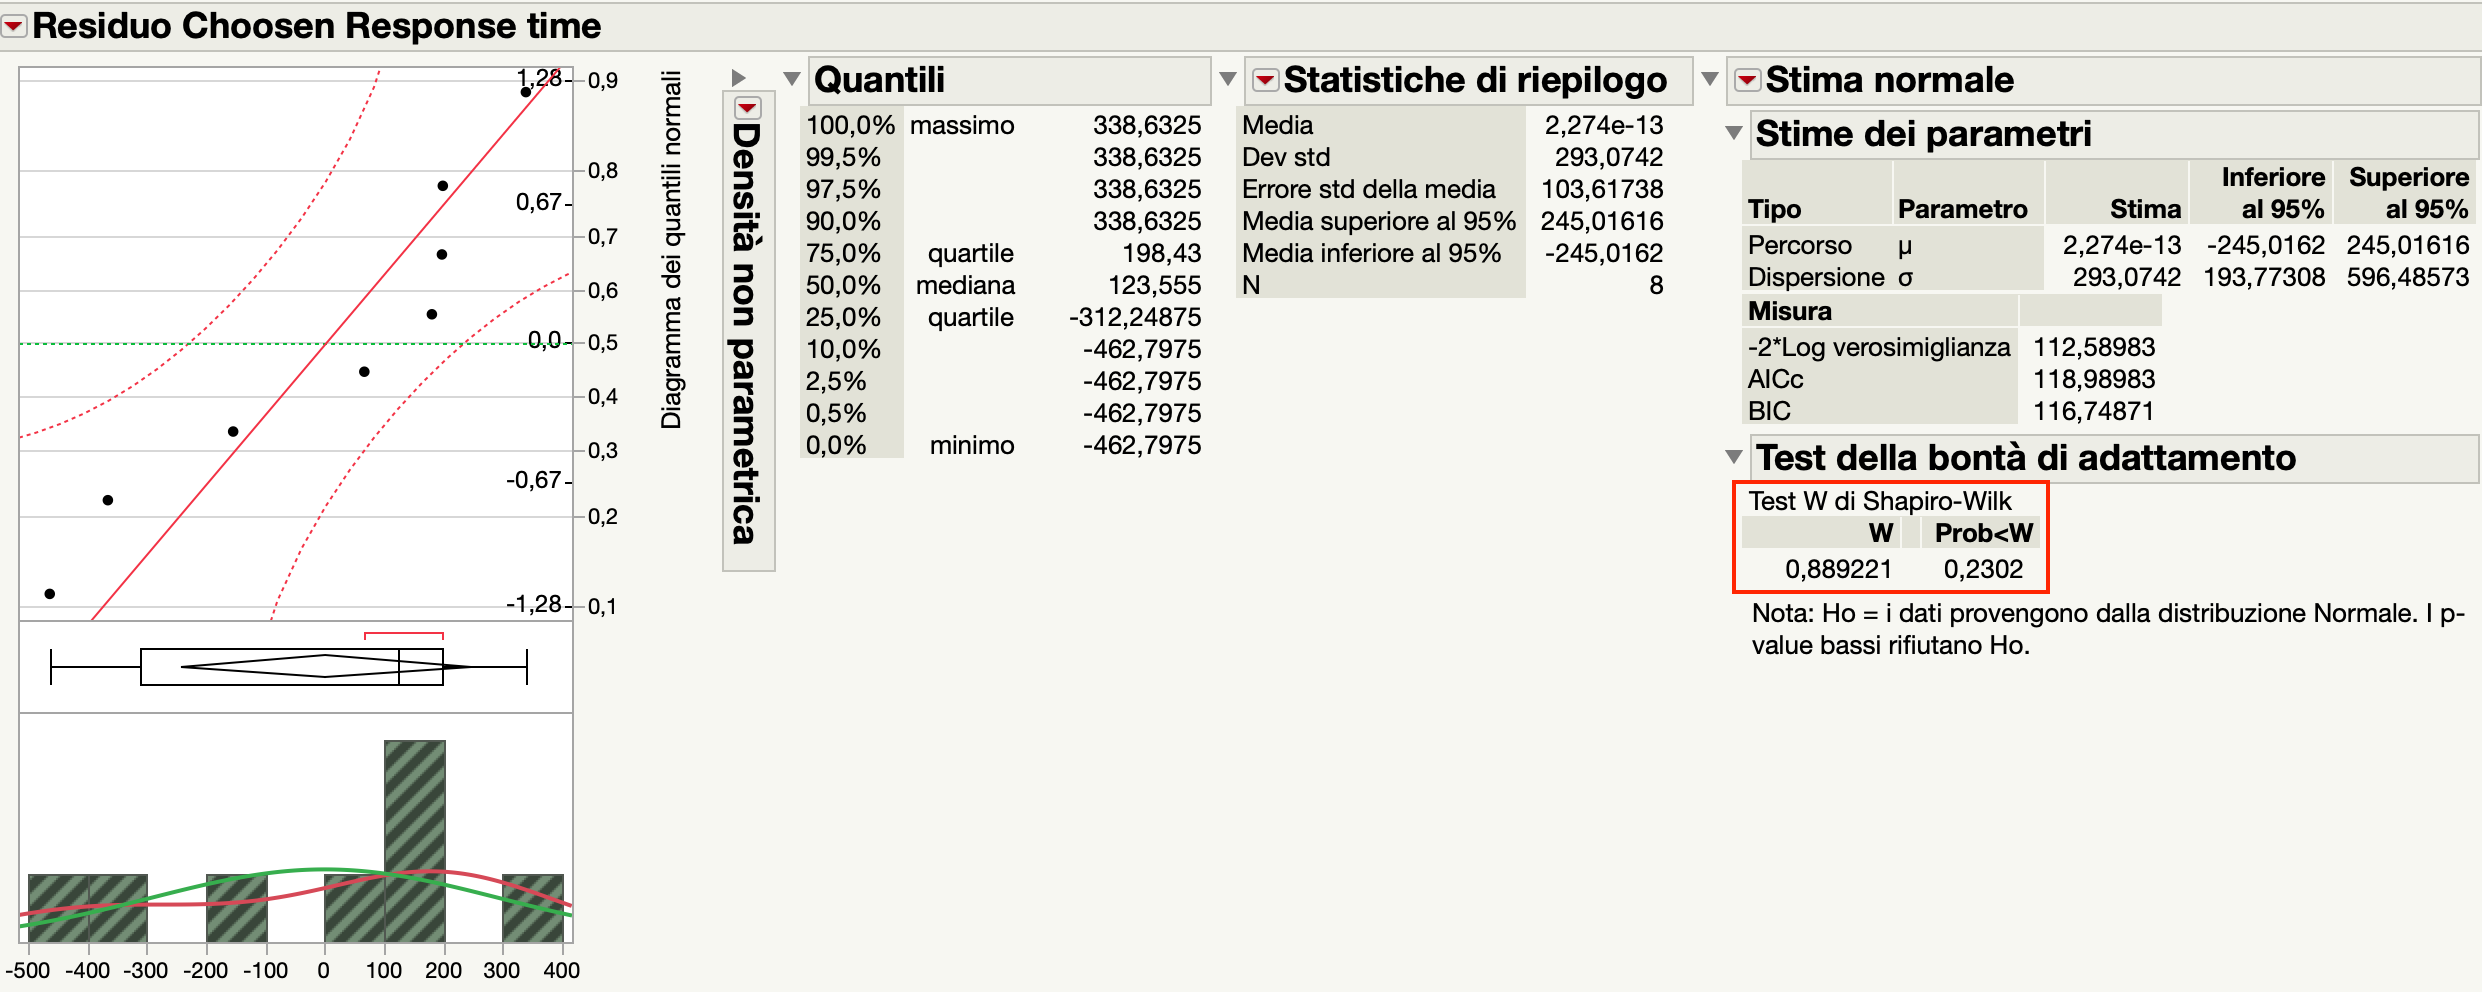 Residuo Choosen Response time
1,28 0,9
0,8
0,67
0,7
0,6
0,0 0,5
0,4
0,3
-0,67
0,2
-1,28 0,1
Diagramma dei quantili normali
-500 -400 -300 -200 -100 0 100 200 300 400
Densità non parametrica
Quantili
100,0% massimo 338,6325
99,5% 338,6325
97,5% 338,6325
90,0% 338,6325
75,0% quartile 198,43
50,0% mediana 123,555
25,0% quartile -312,24875
10,0% -462,7975
2,5% -462,7975
0,5% -462,7975
0,0% minimo -462,7975
Statistiche di riepilogo
Media 2,274e-13
Dev std 293,0742
Errore std della media 103,61738
Media superiore al 95% 245,01616
Media inferiore al 95% -245,0162
N 8
Stima normale
Stime dei parametri
Inferiore Superiore
Tipo Parametro Stima al 95% al 95%
Percorso μ 2,274e-13 -245,0162 245,01616
Dispersione σ 293,0742 193,77308 596,48573
Misura
-2*Log verosimiglianza 112,58983
AICc 118,98983
BIC 116,74871
Test della bontà di adattamento
Test W di Shapiro-Wilk
W Prob<W
0,889221 0,2302
Nota: Ho = i dati provengono dalla distribuzione Normale. I p-
value bassi rifiutano Ho.